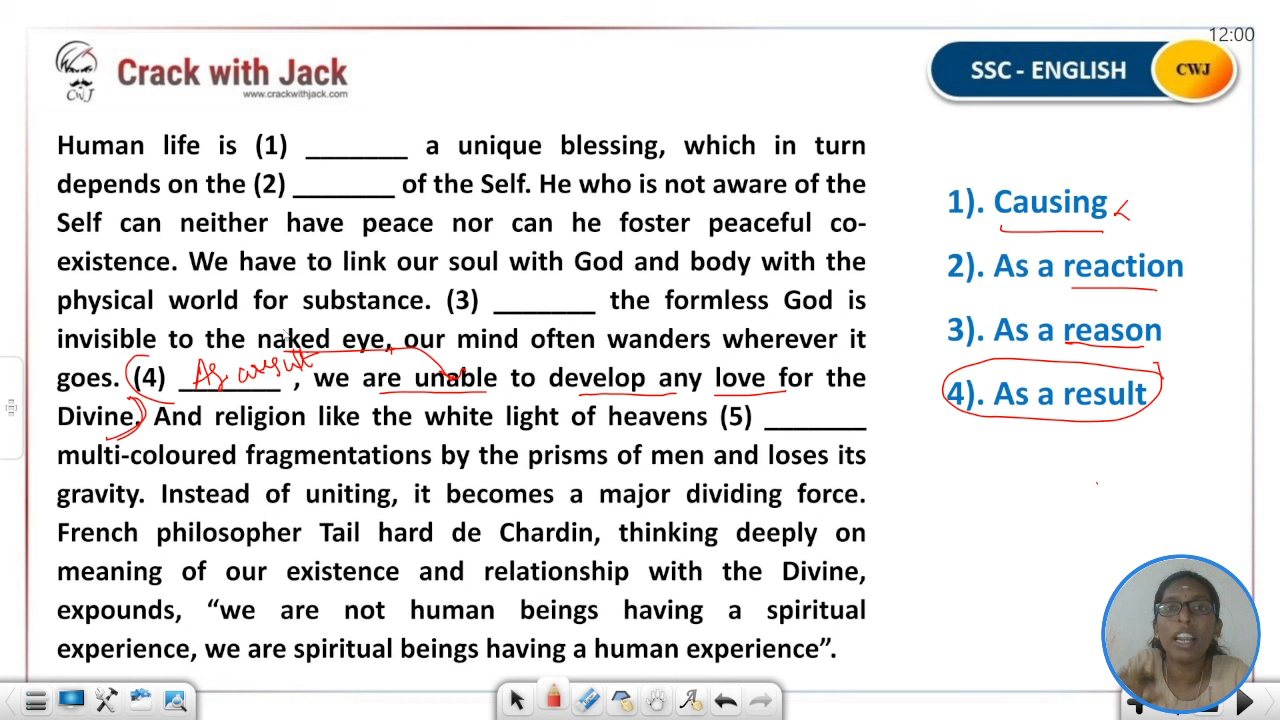 12:00
Crack with Jack
www.crackwithjack.com
CWJ
SSC - ENGLISH
CWJ
Human life is (1) _______ a unique blessing, which in turn
depends on the (2) _______ of the Self. He who is not aware of the
Self can neither have peace nor can he foster peaceful co-
existence. We have to link our soul with God and body with the
physical world for substance. (3) _______ the formless God is
invisible to the naked eye, our mind often wanders wherever it
As a result
goes. (4) _______ , we are unable to develop any love for the
Divine. And religion like the white light of heavens (5) _______
multi-coloured fragmentations by the prisms of men and loses its
gravity. Instead of uniting, it becomes a major dividing force.
French philosopher Tail hard de Chardin, thinking deeply on
meaning of our existence and relationship with the Divine,
expounds, “we are not human beings having a spiritual
experience, we are spiritual beings having a human experience”.
1). Causing
2). As a reaction
3). As a reason
4). As a result